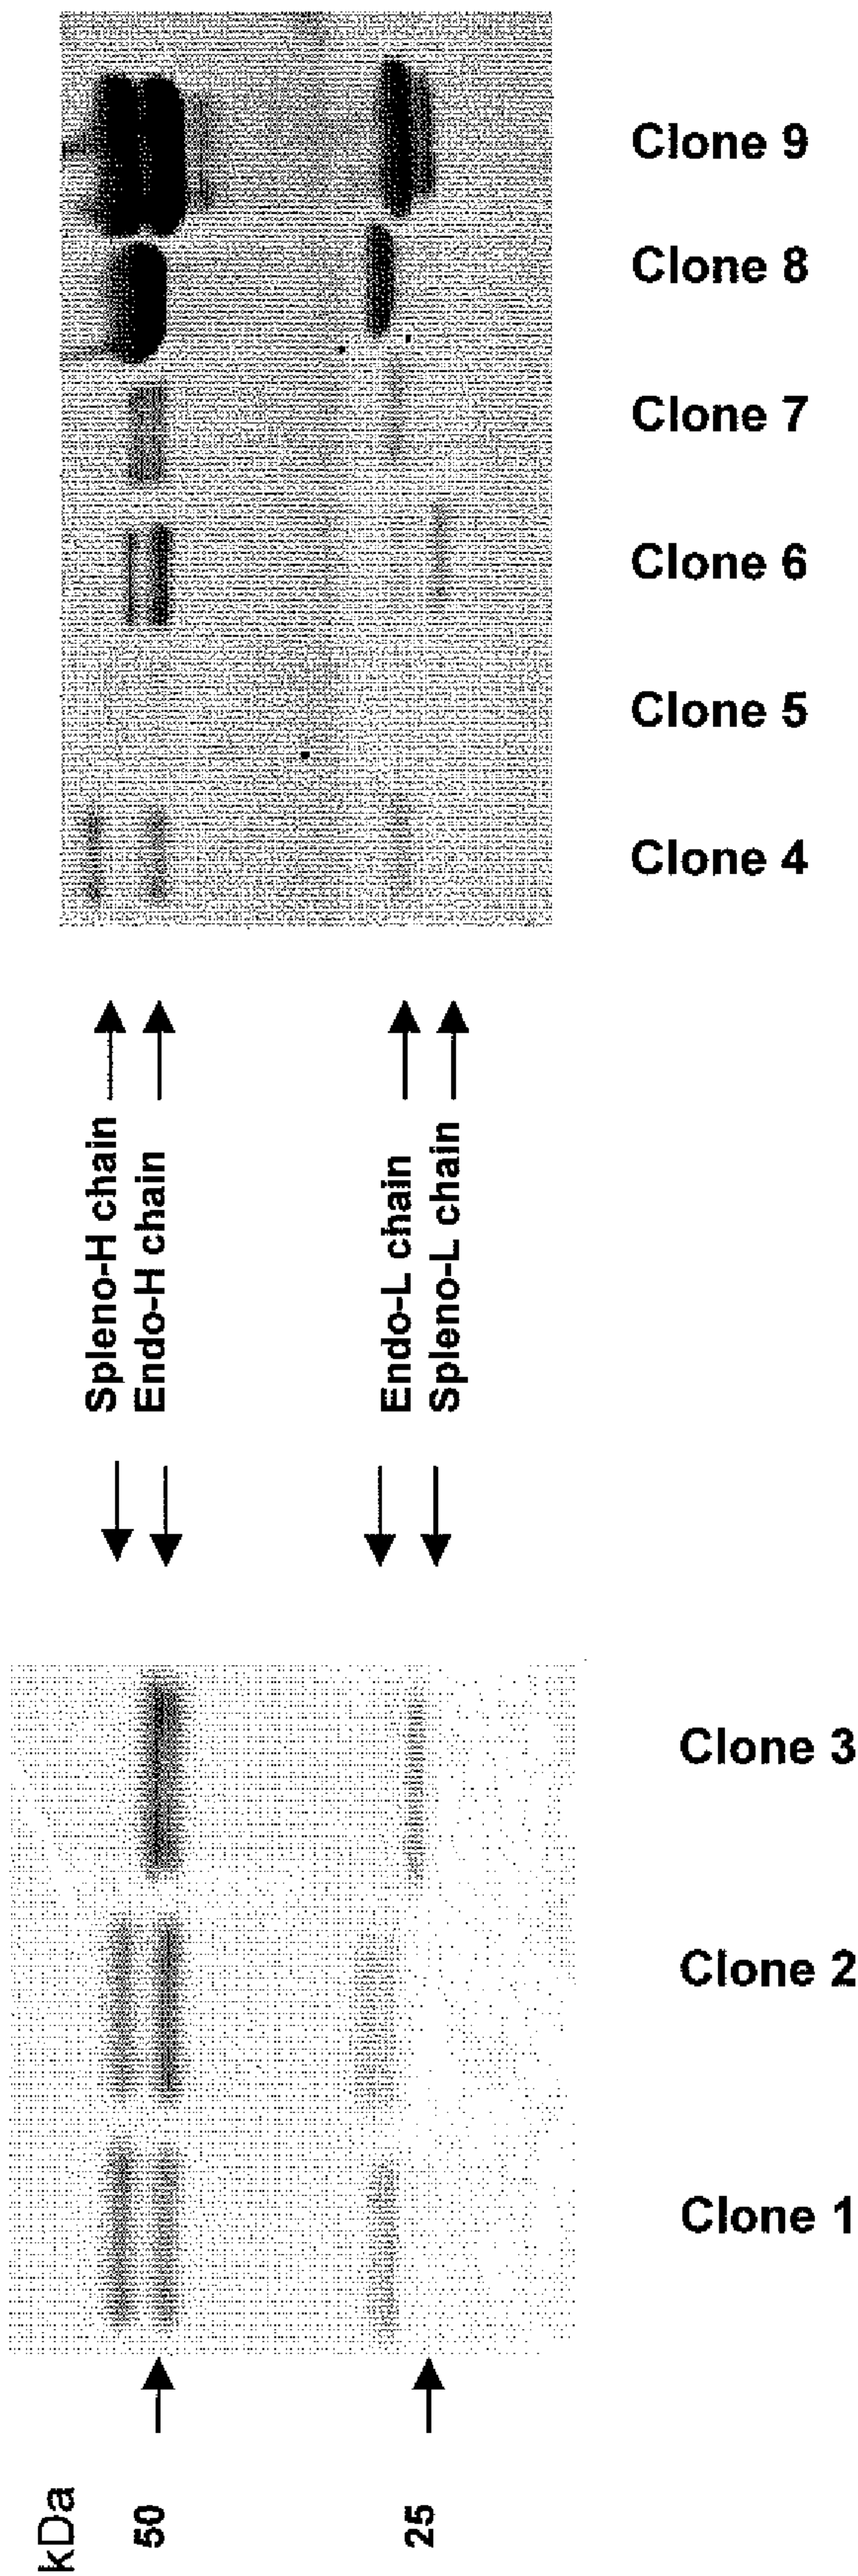 Clone 9
Clone 8
Clone 7
Clone 6
Clone 5
Clone 4
Spleno-H chain
Endo-H chain
Endo-L chain
Spleno-L chain
Clone 3
Clone 2
Clone 1
kDa
50
25